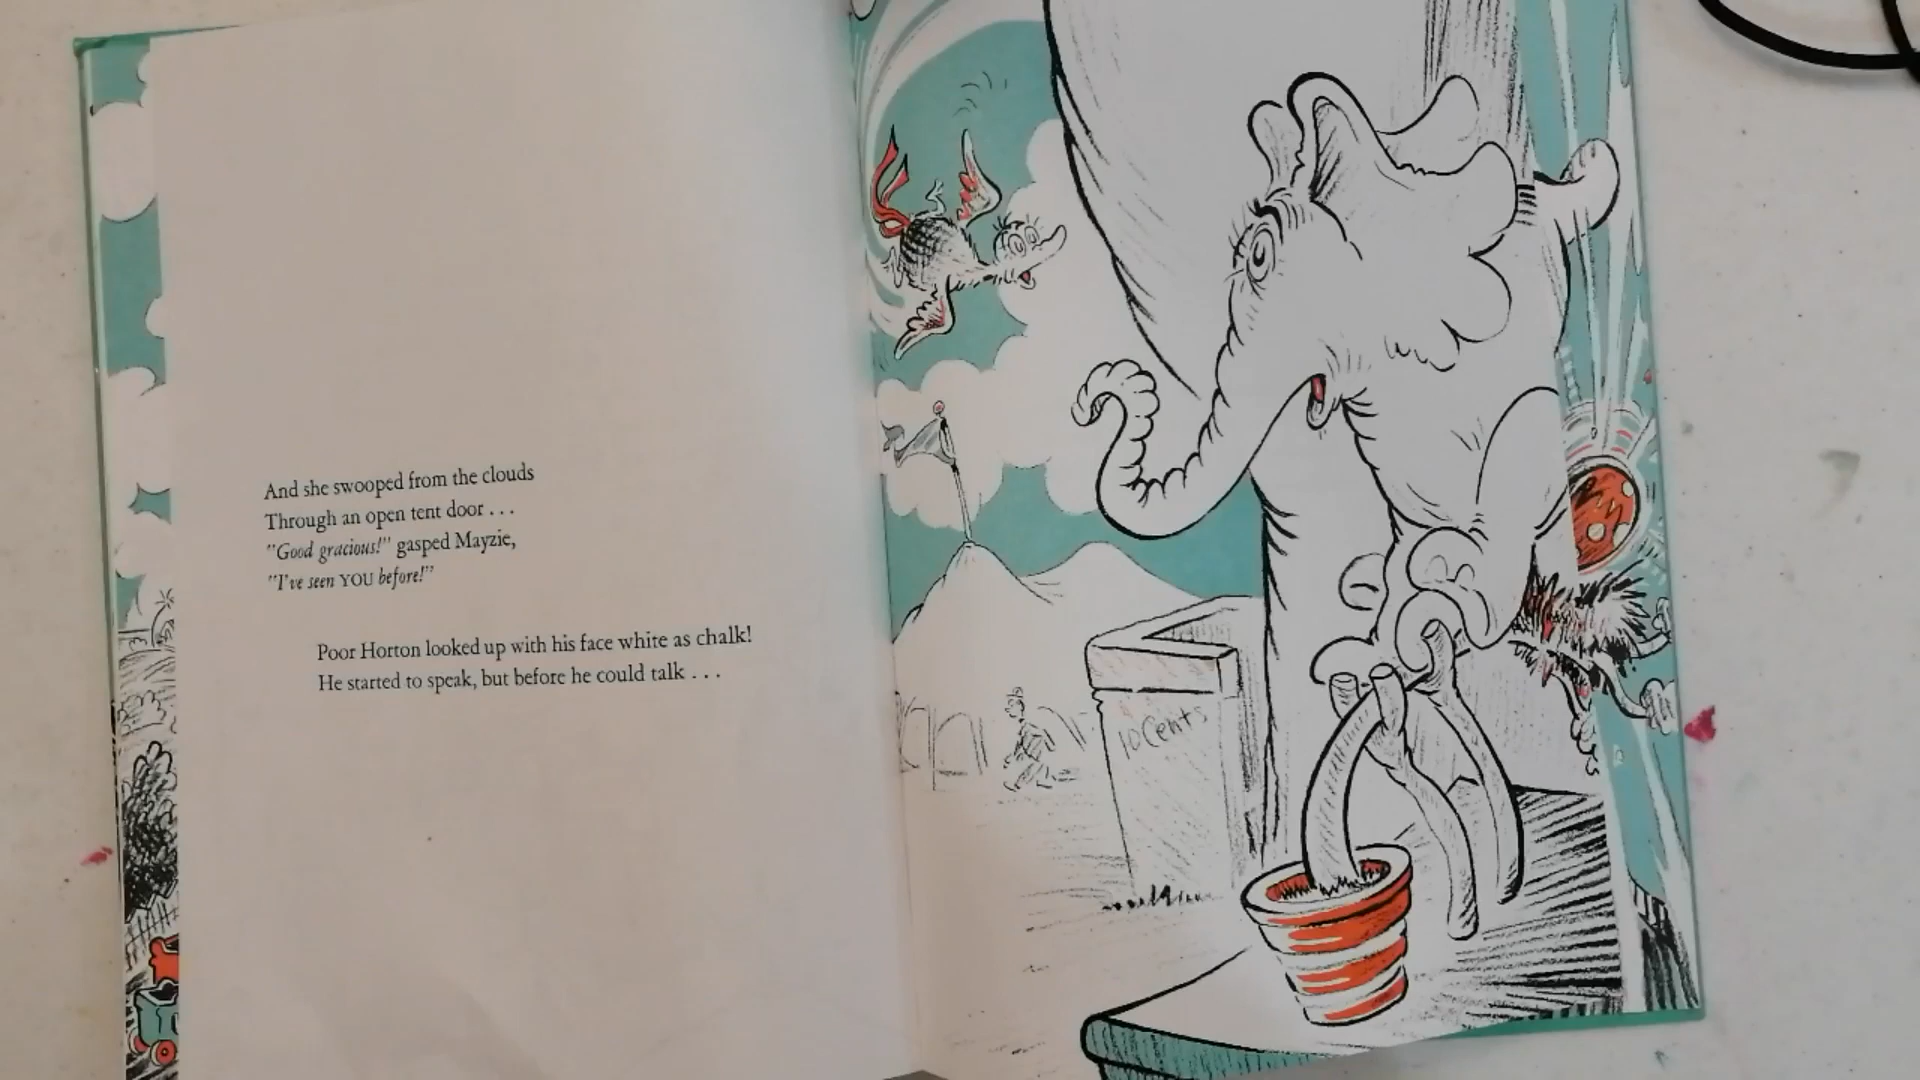 And she swooped from the clouds
Through an open tent door . . .
"Good gracious!" gasped Mayzie,
"I've seen YOU before!"
Poor Horton looked up with his face white as chalk!
He started to speak, but before he could talk . . .
10 Cents